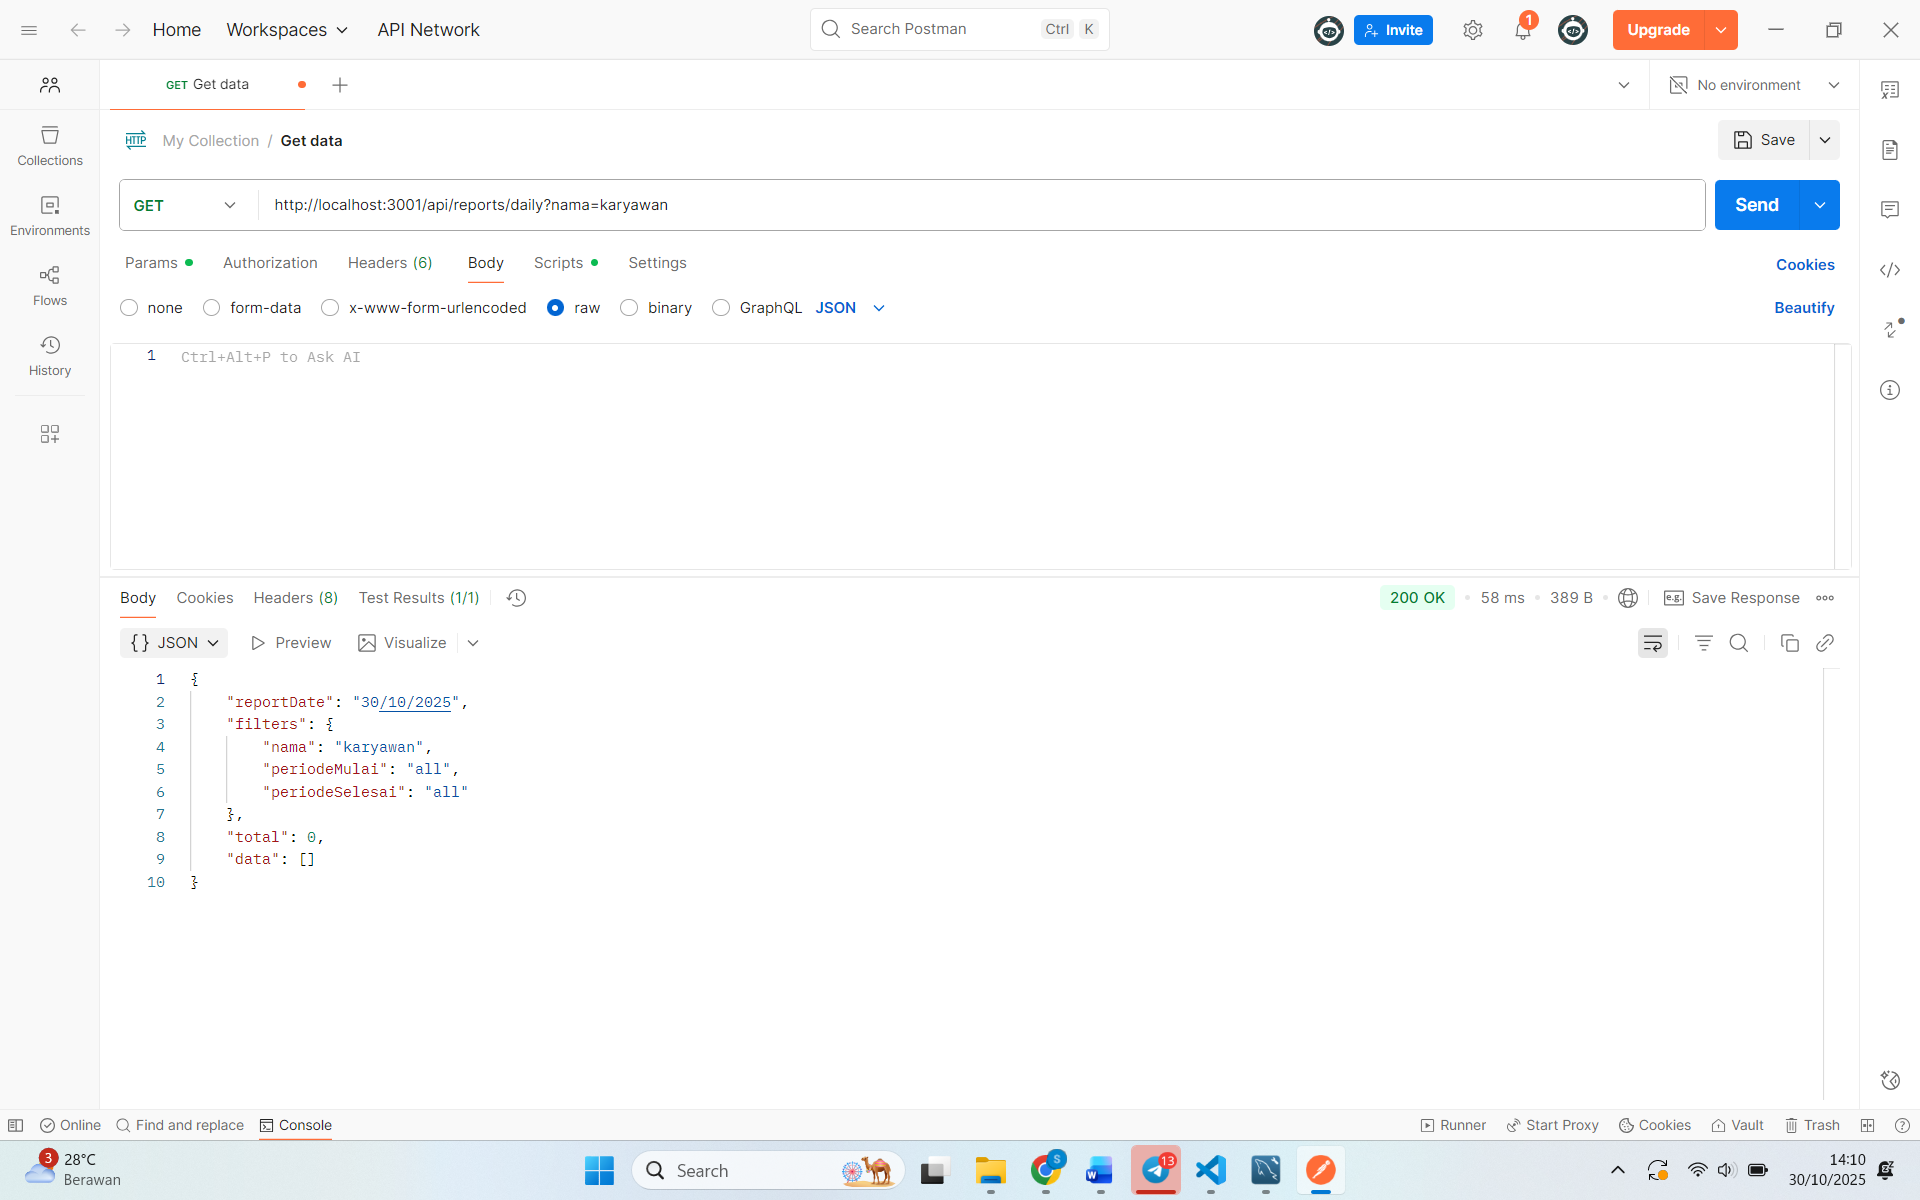 Home Workspaces API Network Search Postman Ctrl K Invite 1 Upgrade
GET Get data No environment
HTTP My Collection / Get data Save
GET http://localhost:3001/api/reports/daily?nama=karyawan Send
Params Authorization Headers (6) Body Scripts Settings Cookies
none form-data x-www-form-urlencoded raw binary GraphQL JSON Beautify
1 Ctrl+Alt+P to Ask AI
Collections
Environments
Flows
History
Body Cookies Headers (8) Test Results (1/1) 200 OK 58 ms 389 B e.g. Save Response
{} JSON Preview Visualize
1 {
2 "reportDate": "30/10/2025",
3 "filters": {
4 "nama": "karyawan",
5 "periodeMulai": "all",
6 "periodeSelesai": "all"
7 },
8 "total": 0,
9 "data": []
10 }
Online Find and replace Console Runner Start Proxy Cookies Vault Trash
3 28°C
Berawan
Search
S
W
13
14:10
30/10/2025